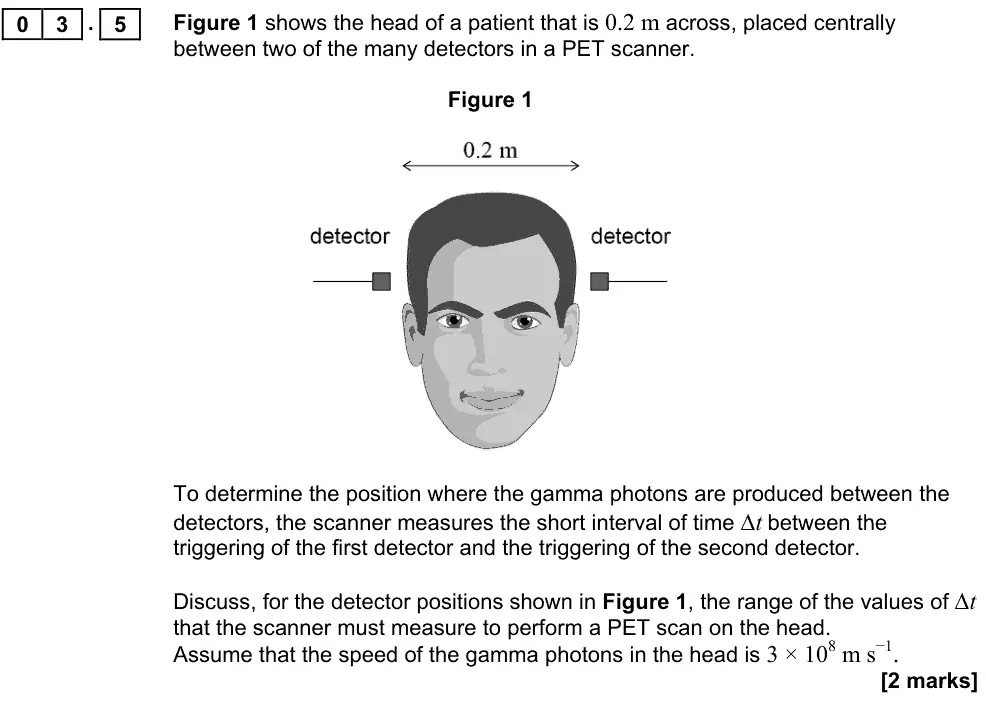 0 3 . 5 Figure 1 shows the head of a patient that is 0.2 m across, placed centrally
between two of the many detectors in a PET scanner.
Figure 1
0.2 m
detector detector
To determine the position where the gamma photons are produced between the
detectors, the scanner measures the short interval of time Δt between the
triggering of the first detector and the triggering of the second detector.
Discuss, for the detector positions shown in Figure 1, the range of the values of Δt
that the scanner must measure to perform a PET scan on the head.
Assume that the speed of the gamma photons in the head is 3 × 10⁸ m s⁻¹.
[2 marks]